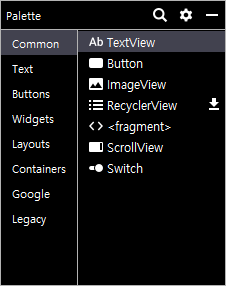 Palette
Common
Text
Buttons
Widgets
Layouts
Containers
Google
Legacy
Ab TextView
Button
ImageView
RecyclerView
<fragment>
ScrollView
Switch